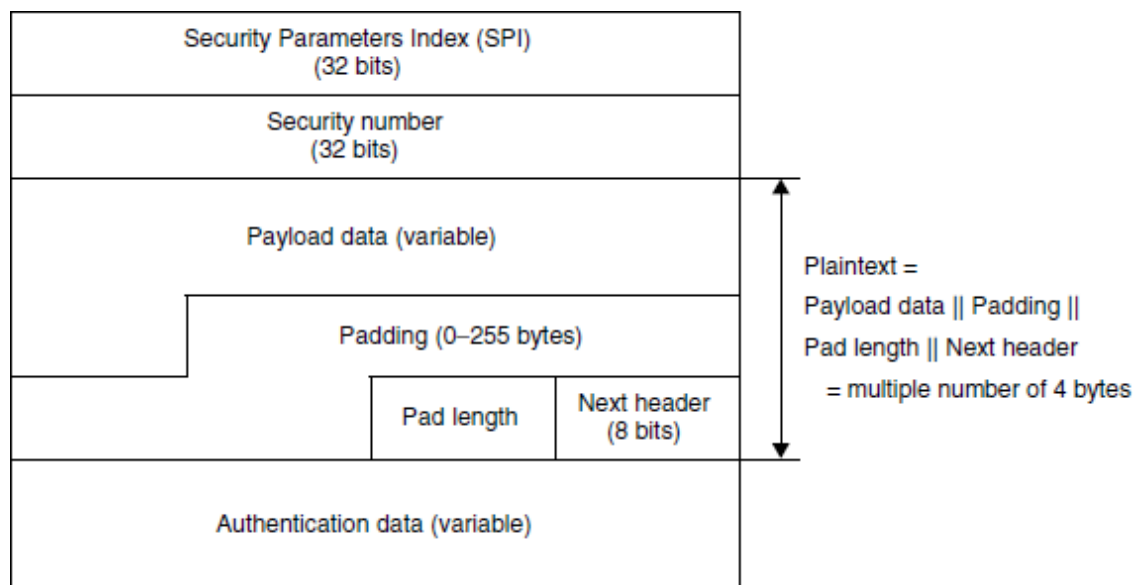 Security Parameters Index (SPI)
(32 bits)
Security number
(32 bits)
Payload data (variable)
Padding (0–255 bytes)
Pad length
Next header
(8 bits)
Authentication data (variable)
Plaintext =
Payload data || Padding ||
Pad length || Next header
= multiple number of 4 bytes